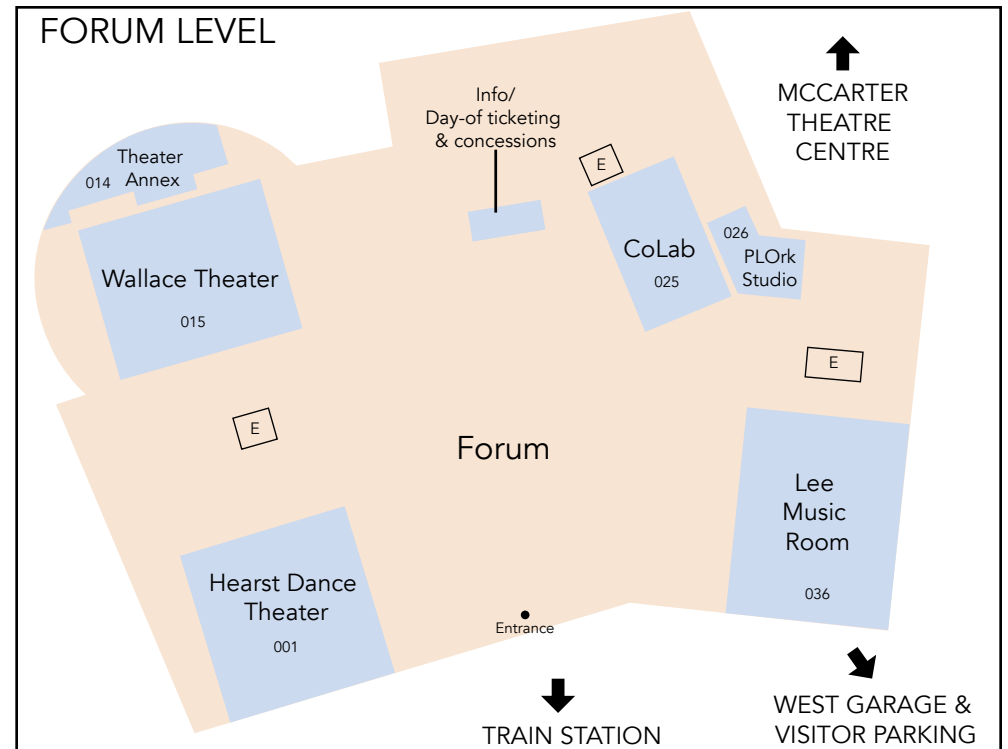 FORUM LEVEL
MCCARTER
THEATRE
CENTRE
Info/
Day-of ticketing
& concessions
Theater
014 Annex
E
026
CoLab
025
PLOrk
Studio
Wallace Theater
015
E
E
Forum
Lee
Music
Room
036
Hearst Dance
Theater
001
Entrance
TRAIN STATION
WEST GARAGE &
VISITOR PARKING